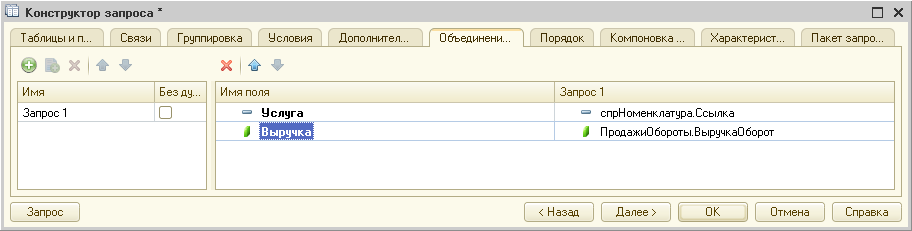 Конструктор запроса *
Таблицы и п... Связи Группировка Условия Дополнител... Объединени... Порядок Компоновка ... Характерист... Пакет запро...
Имя Без ду... Имя поля Запрос 1
Запрос 1 Услуга спрНоменклатура.Ссылка
Выручка ПродажиОбороты.ВыручкаОборот
Запрос < Назад Далее > OK Отмена Справка